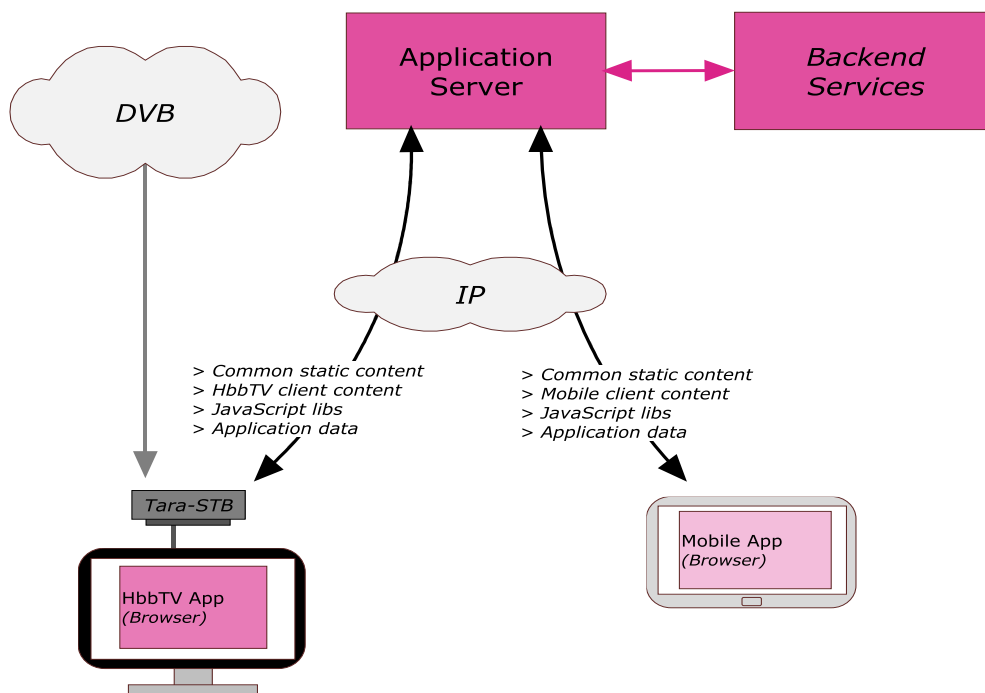 Application
Server
Backend
Services
DVB
IP
> Common static content
> HbbTV client content
> JavaScript libs
> Application data
> Common static content
> Mobile client content
> JavaScript libs
> Application data
Tara-STB
HbbTV App
(Browser)
Mobile App
(Browser)